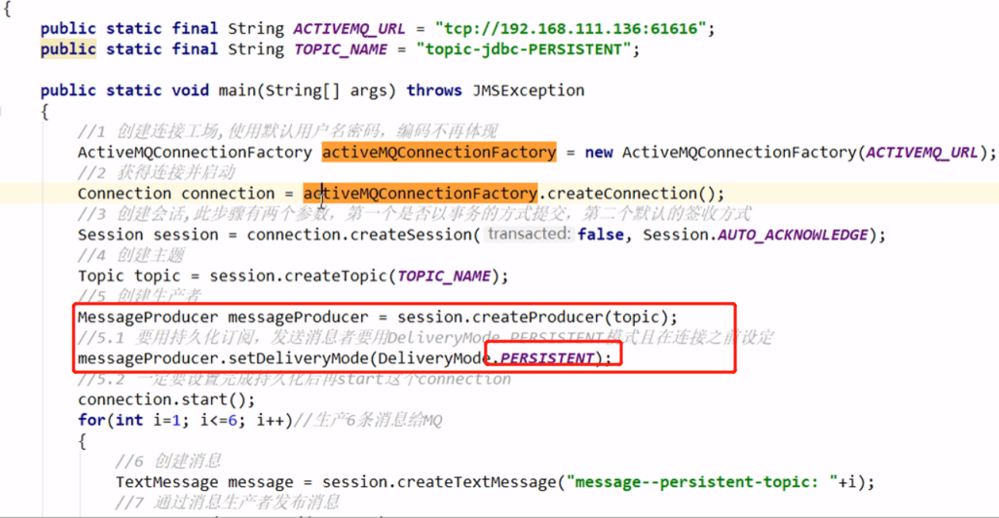 {
public static final String ACTIVEMQ_URL = "tcp://192.168.111.136:61616";
public static final String TOPIC_NAME = "topic-jdbc-PERSISTENT";
public static void main(String[] args) throws JMSException
{
//1 创建连接工场,使用默认用户名密码，编码不再体现
ActiveMQConnectionFactory activeMQConnectionFactory = new ActiveMQConnectionFactory(ACTIVEMQ_URL);
//2 获得连接并启动
Connection connection = activeMQConnectionFactory.createConnection();
//3 创建会话,此步骤有两个参数，第一个是否以事务的方式提交，第二个默认的签收方式
Session session = connection.createSession( transacted: false, Session.AUTO_ACKNOWLEDGE);
//4 创建主题
Topic topic = session.createTopic(TOPIC_NAME);
//5 创建生产者
MessageProducer messageProducer = session.createProducer(topic);
//5.1 要用持久化订阅，发送消息者要用DeliveryMode.PERSISTENT模式且在连接之前设定
messageProducer.setDeliveryMode(DeliveryMode.PERSISTENT);
//5.2 一定要设置完成持久化后再start这个connection
connection.start();
for(int i=1; i<=6; i++)//生产6条消息给MQ
{
//6 创建消息
TextMessage message = session.createTextMessage("message--persistent-topic: "+i);
//7 通过消息生产者发布消息